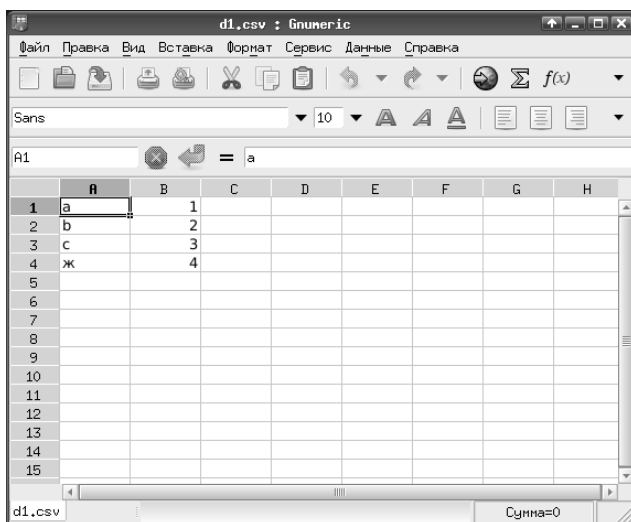 d1.csv : Gnumeric
Файл Правка Вид Вставка Формат Сервис Данные Справка
f(x)
Sans 10 A A A
A1 = a
A B C D E F G H
1 a 1
2 b 2
3 c 3
4 ж 4
5
6
7
8
9
10
11
12
13
14
15
d1.csv Сумма=0